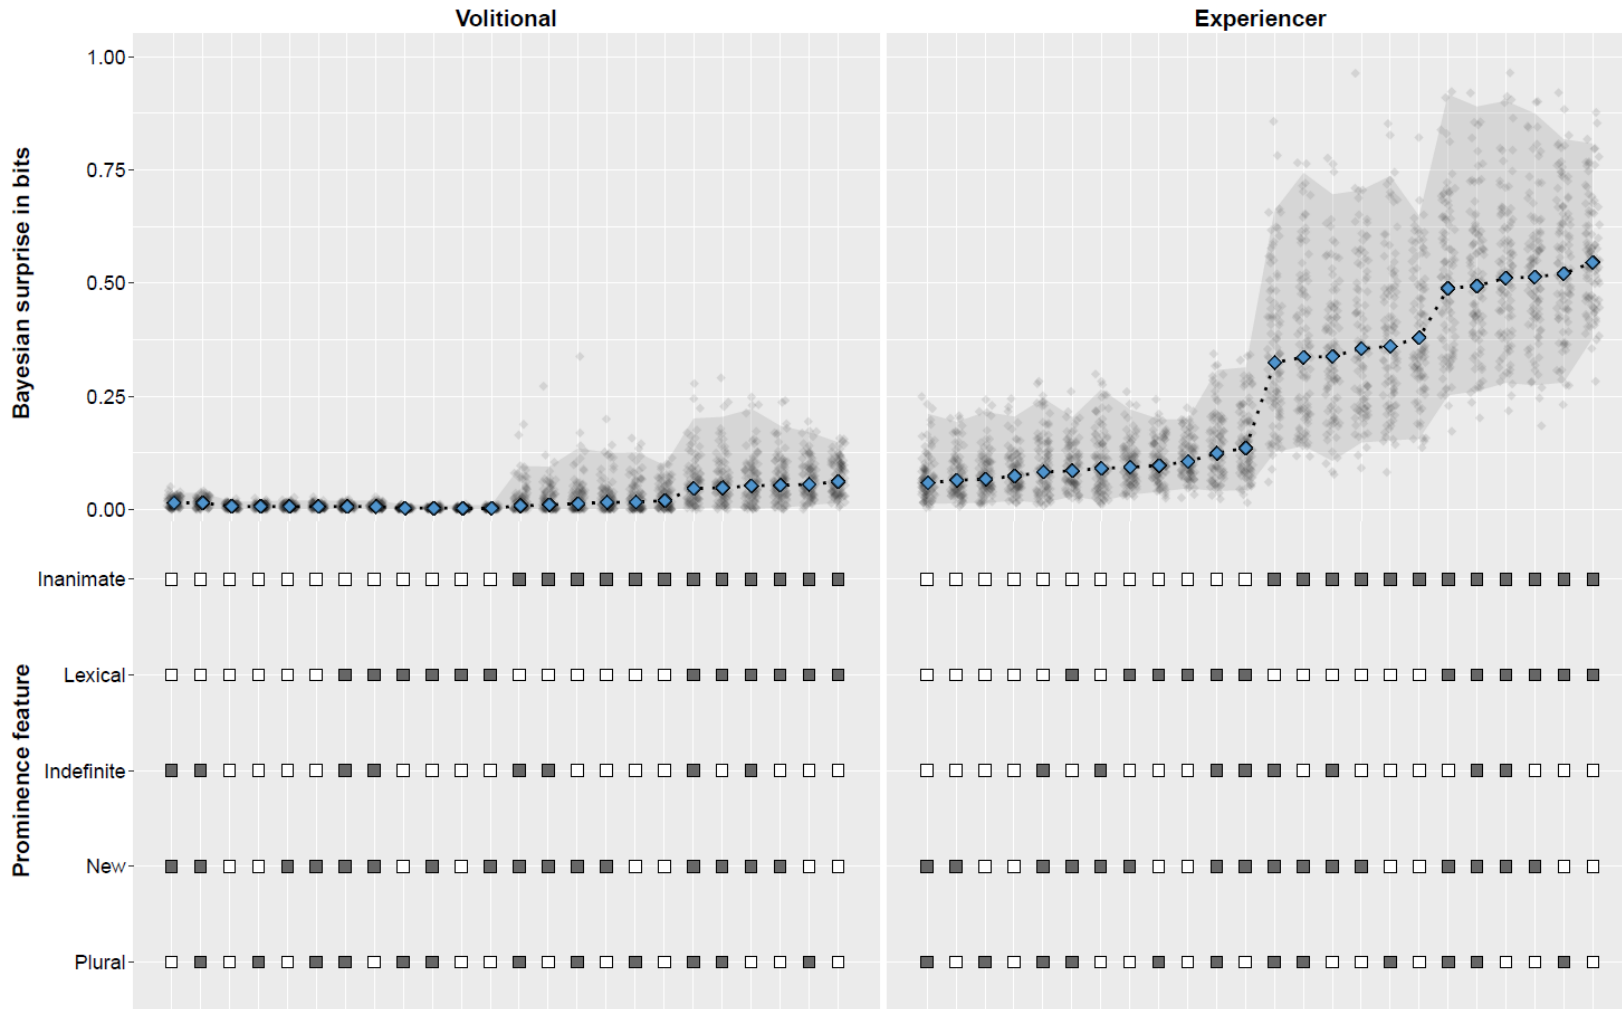 Volitional
Experiencer
Bayesian surprise in bits
1.00
0.75
0.50
0.25
0.00
Prominence feature
Inanimate
Lexical
Indefinite
New
Plural